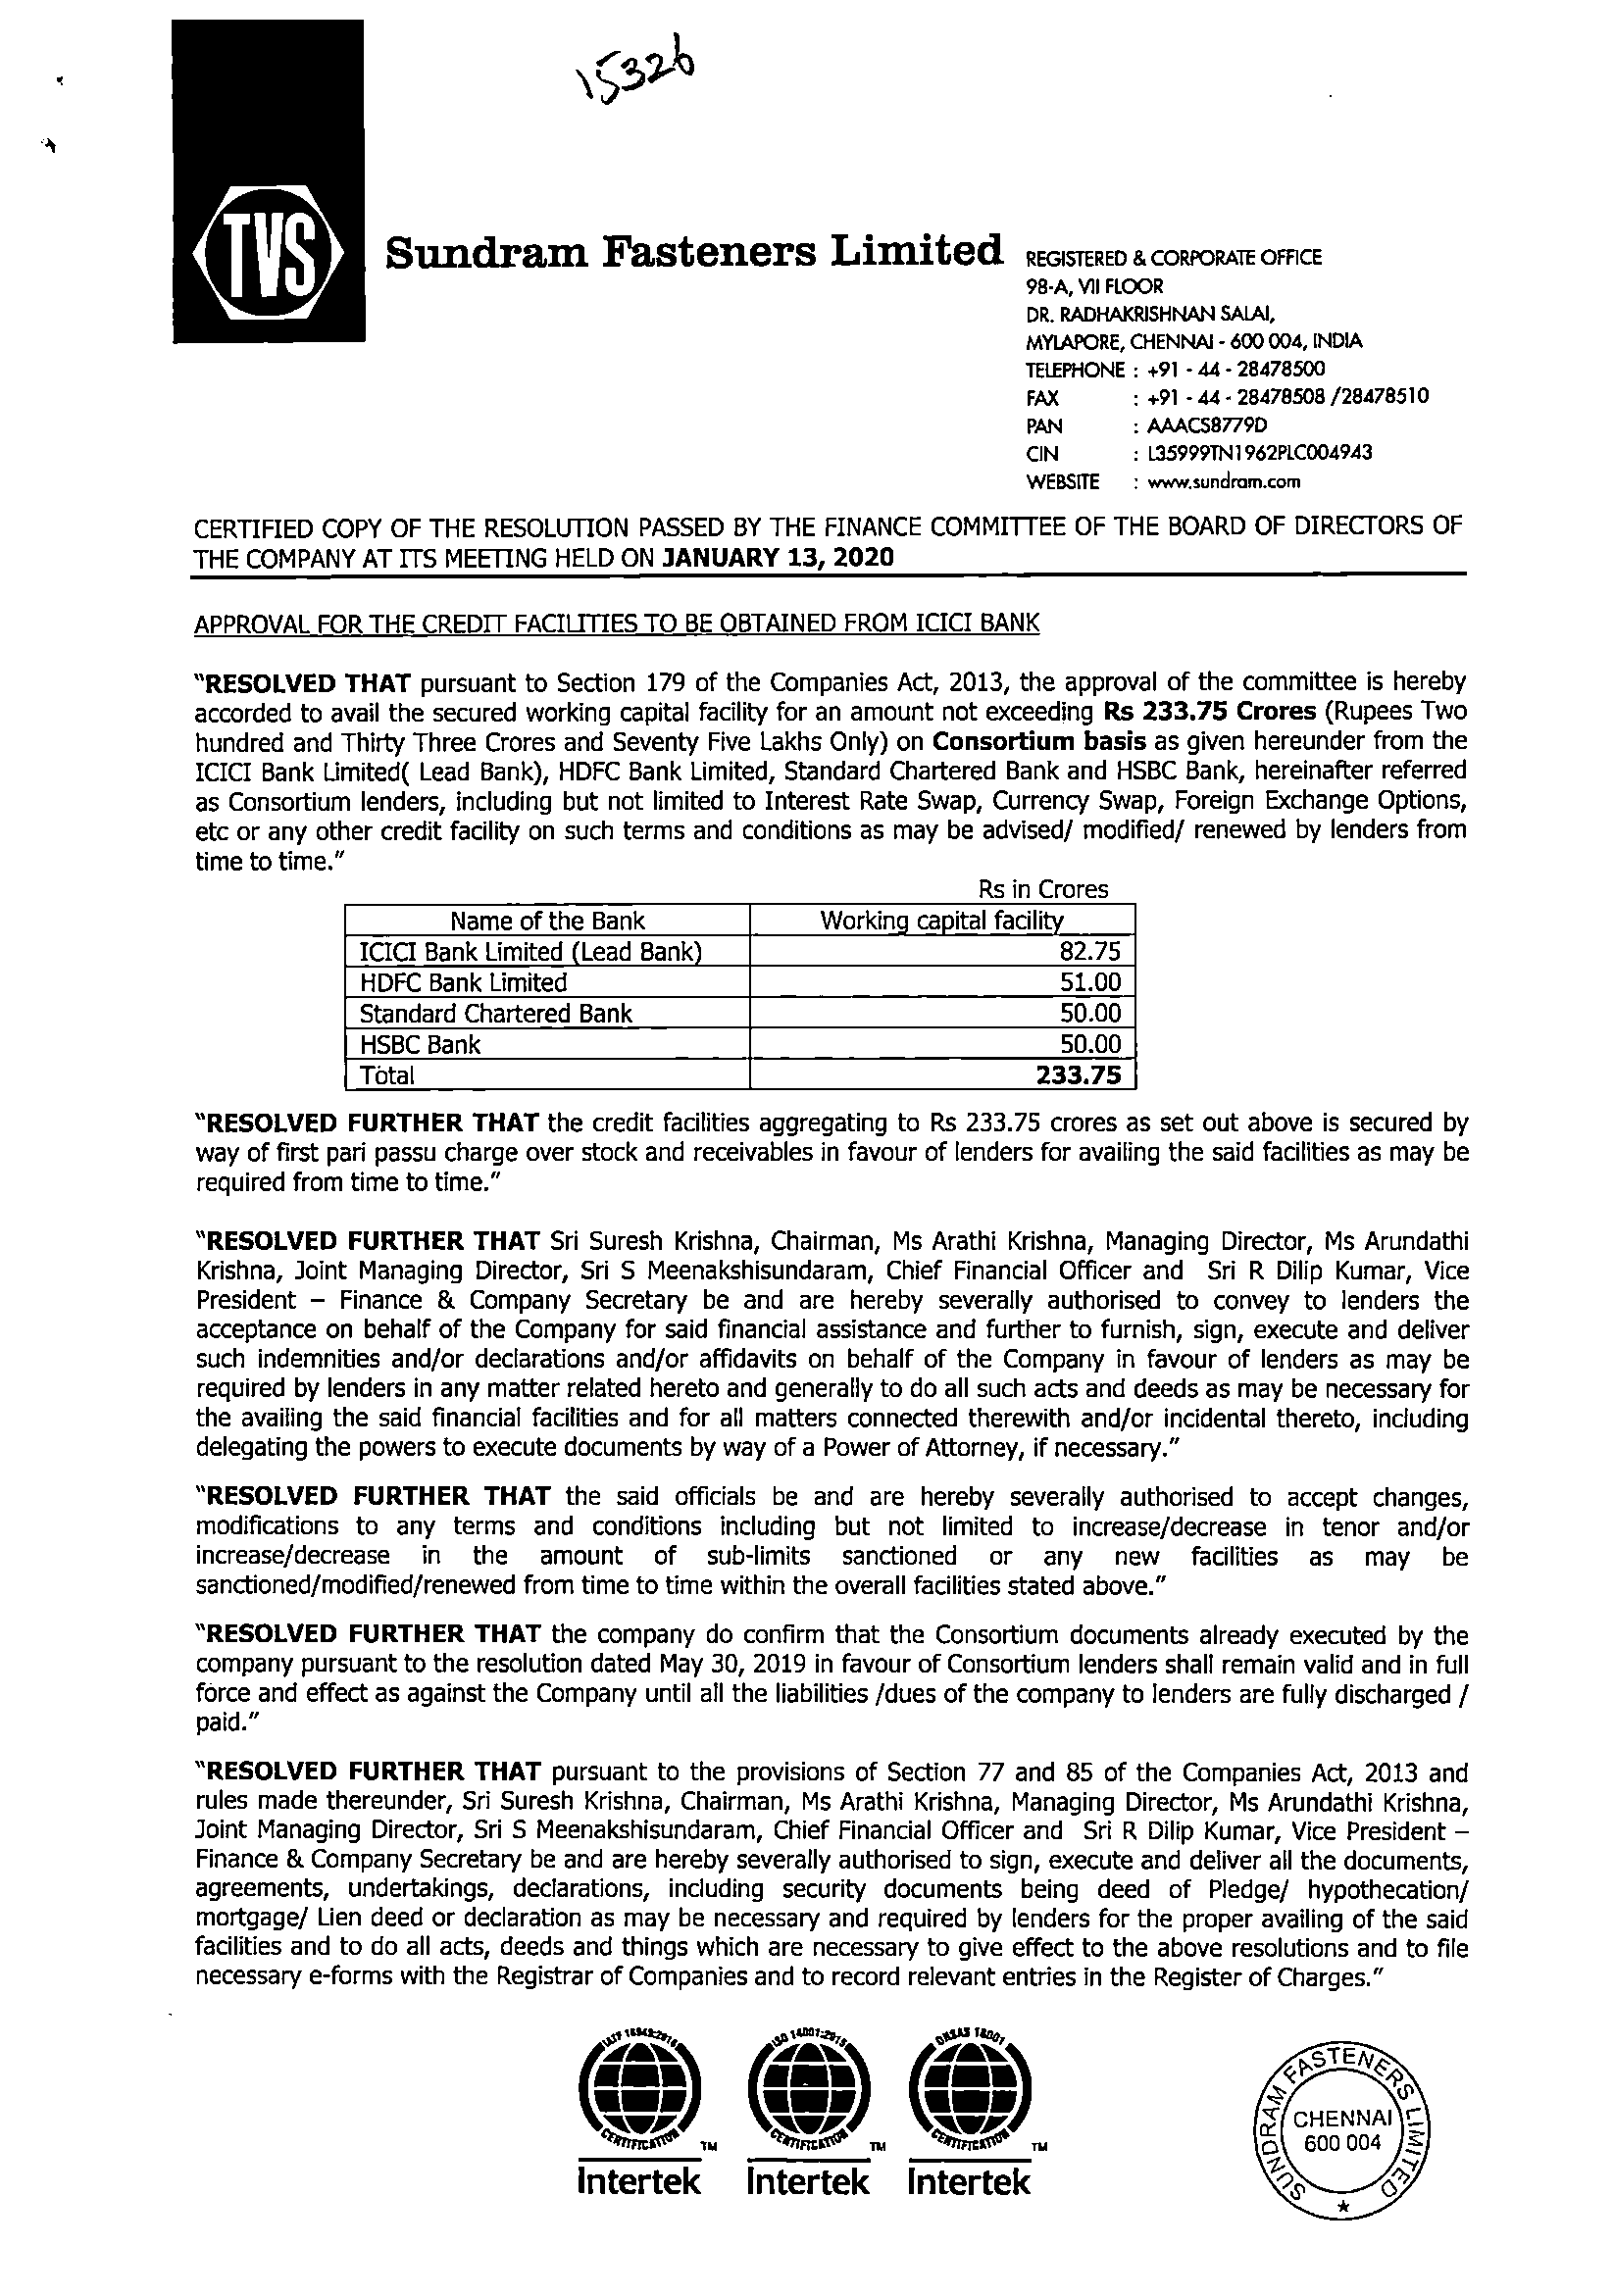 15326
TVS
Sundram Fasteners Limited
REGISTERED & CORPORATE OFFICE
98-A, VII FLOOR
DR. RADHAKRISHNAN SALAI,
MYLAPORE, CHENNAI - 600 004, INDIA
TELEPHONE : +91 - 44 - 28478500
FAX : +91 - 44 - 28478508 /28478510
PAN : AAACS8779D
CIN : L35999TN1962PLC004943
WEBSITE : www.sundram.com
CERTIFIED COPY OF THE RESOLUTION PASSED BY THE FINANCE COMMITTEE OF THE BOARD OF DIRECTORS OF
THE COMPANY AT ITS MEETING HELD ON JANUARY 13, 2020
APPROVAL FOR THE CREDIT FACILITIES TO BE OBTAINED FROM ICICI BANK
"RESOLVED THAT pursuant to Section 179 of the Companies Act, 2013, the approval of the committee is hereby
accorded to avail the secured working capital facility for an amount not exceeding Rs 233.75 Crores (Rupees Two
hundred and Thirty Three Crores and Seventy Five Lakhs Only) on Consortium basis as given hereunder from the
ICICI Bank Limited( Lead Bank), HDFC Bank Limited, Standard Chartered Bank and HSBC Bank, hereinafter referred
as Consortium lenders, including but not limited to Interest Rate Swap, Currency Swap, Foreign Exchange Options,
etc or any other credit facility on such terms and conditions as may be advised/ modified/ renewed by lenders from
time to time."
Rs in Crores
Name of the Bank Working capital facility
ICICI Bank Limited (Lead Bank) 82.75
HDFC Bank Limited 51.00
Standard Chartered Bank 50.00
HSBC Bank 50.00
Total 233.75
"RESOLVED FURTHER THAT the credit facilities aggregating to Rs 233.75 crores as set out above is secured by
way of first pari passu charge over stock and receivables in favour of lenders for availing the said facilities as may be
required from time to time."
"RESOLVED FURTHER THAT Sri Suresh Krishna, Chairman, Ms Arathi Krishna, Managing Director, Ms Arundathi
Krishna, Joint Managing Director, Sri S Meenakshisundaram, Chief Financial Officer and Sri R Dilip Kumar, Vice
President – Finance & Company Secretary be and are hereby severally authorised to convey to lenders the
acceptance on behalf of the Company for said financial assistance and further to furnish, sign, execute and deliver
such indemnities and/or declarations and/or affidavits on behalf of the Company in favour of lenders as may be
required by lenders in any matter related hereto and generally to do all such acts and deeds as may be necessary for
the availing the said financial facilities and for all matters connected therewith and/or incidental thereto, including
delegating the powers to execute documents by way of a Power of Attorney, if necessary."
"RESOLVED FURTHER THAT the said officials be and are hereby severally authorised to accept changes,
modifications to any terms and conditions including but not limited to increase/decrease in tenor and/or
increase/decrease in the amount of sub-limits sanctioned or any new facilities as may be
sanctioned/modified/renewed from time to time within the overall facilities stated above."
"RESOLVED FURTHER THAT the company do confirm that the Consortium documents already executed by the
company pursuant to the resolution dated May 30, 2019 in favour of Consortium lenders shall remain valid and in full
force and effect as against the Company until all the liabilities /dues of the company to lenders are fully discharged /
paid."
"RESOLVED FURTHER THAT pursuant to the provisions of Section 77 and 85 of the Companies Act, 2013 and
rules made thereunder, Sri Suresh Krishna, Chairman, Ms Arathi Krishna, Managing Director, Ms Arundathi Krishna,
Joint Managing Director, Sri S Meenakshisundaram, Chief Financial Officer and Sri R Dilip Kumar, Vice President –
Finance & Company Secretary be and are hereby severally authorised to sign, execute and deliver all the documents,
agreements, undertakings, declarations, including security documents being deed of Pledge/ hypothecation/
mortgage/ Lien deed or declaration as may be necessary and required by lenders for the proper availing of the said
facilities and to do all acts, deeds and things which are necessary to give effect to the above resolutions and to file
necessary e-forms with the Registrar of Companies and to record relevant entries in the Register of Charges."
IATF 16949:2016 ISO 14001:2015 OHSAS 18001
CERTIFICATION TM CERTIFICATION TM CERTIFICATION TM
Intertek Intertek Intertek
SUNDRAM FASTENERS LIMITED
CHENNAI
600 004